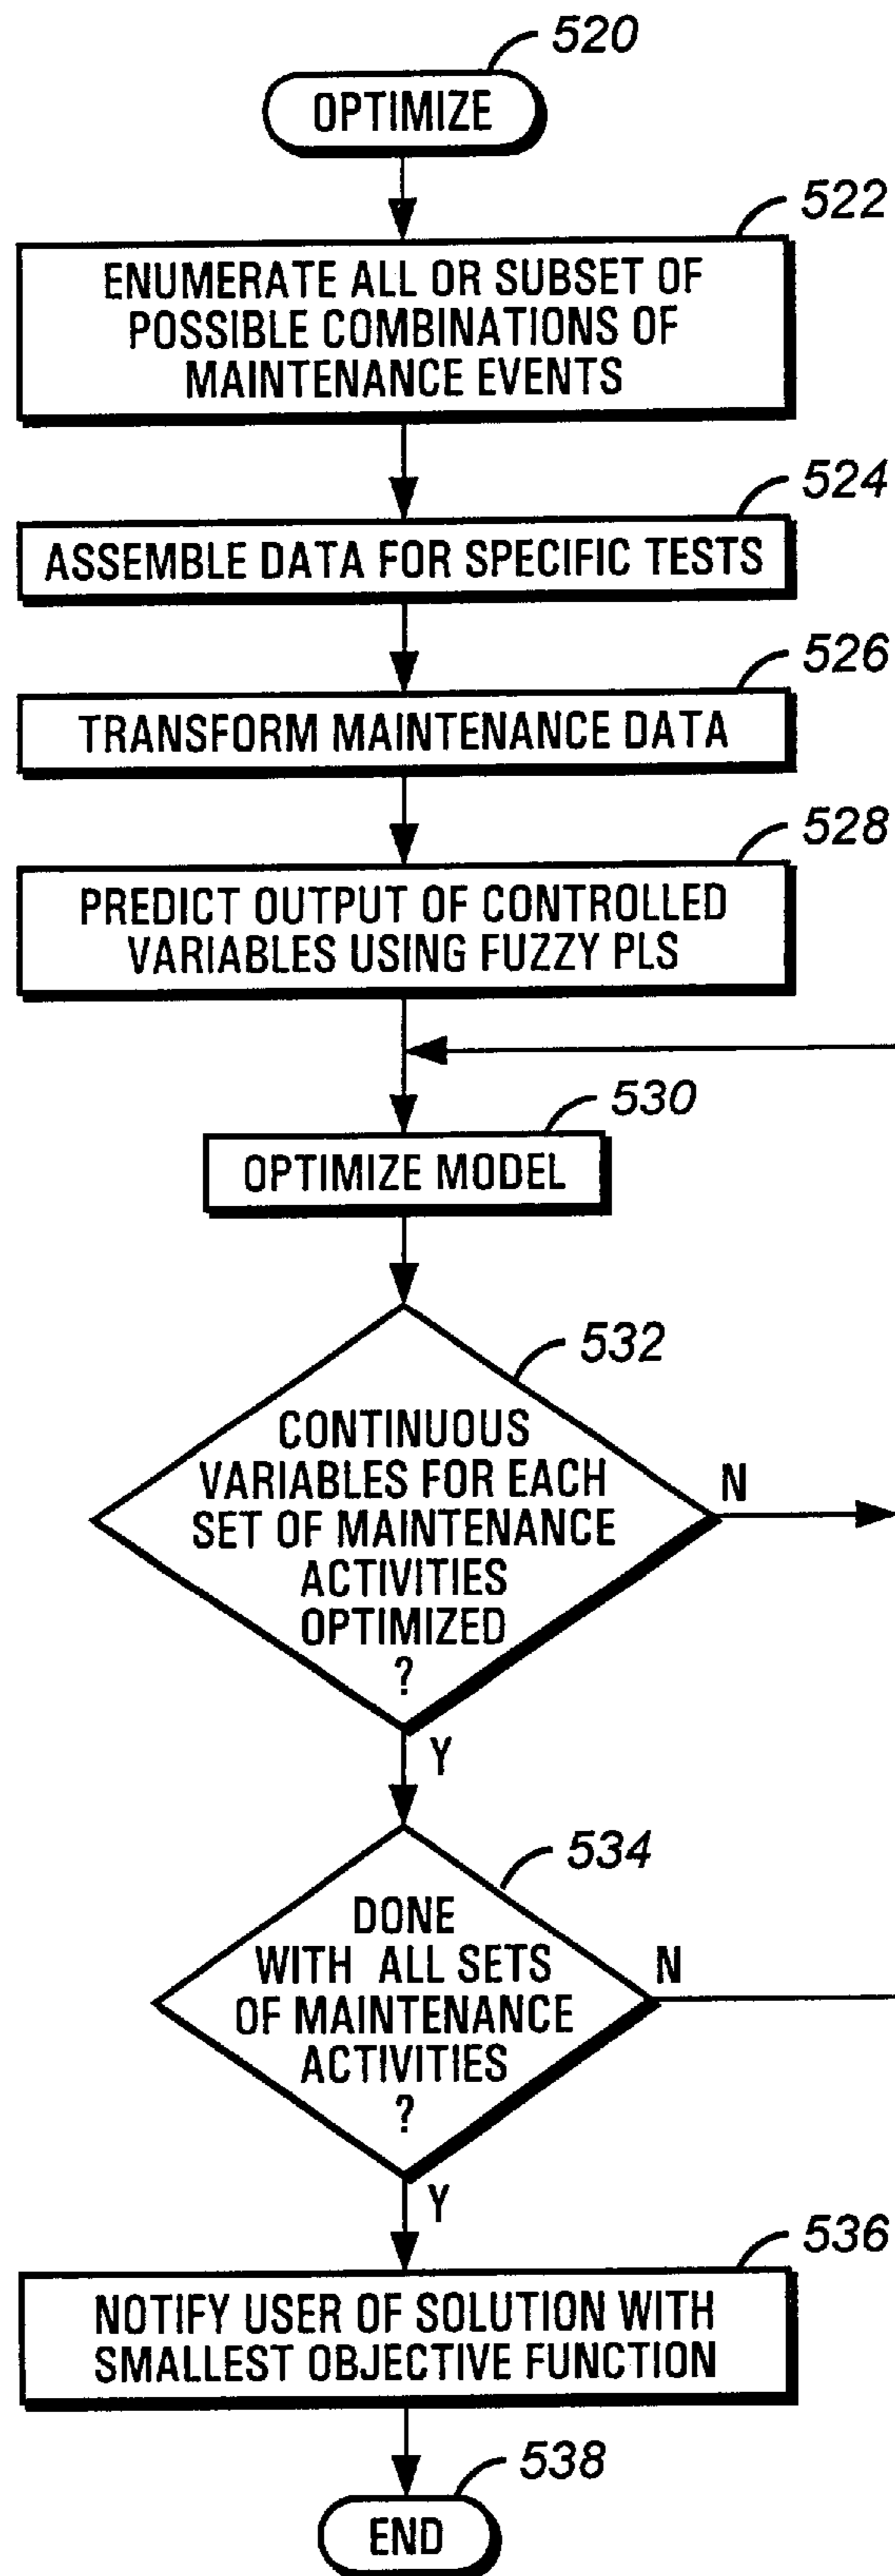 520
OPTIMIZE
522
ENUMERATE ALL OR SUBSET OF
POSSIBLE COMBINATIONS OF
MAINTENANCE EVENTS
524
ASSEMBLE DATA FOR SPECIFIC TESTS
526
TRANSFORM MAINTENANCE DATA
528
PREDICT OUTPUT OF CONTROLLED
VARIABLES USING FUZZY PLS
530
OPTIMIZE MODEL
532
CONTINUOUS
VARIABLES FOR EACH
SET OF MAINTENANCE
ACTIVITIES
OPTIMIZED
?
N
Y
534
DONE
WITH ALL SETS
OF MAINTENANCE
ACTIVITIES
?
N
Y
536
NOTIFY USER OF SOLUTION WITH
SMALLEST OBJECTIVE FUNCTION
538
END